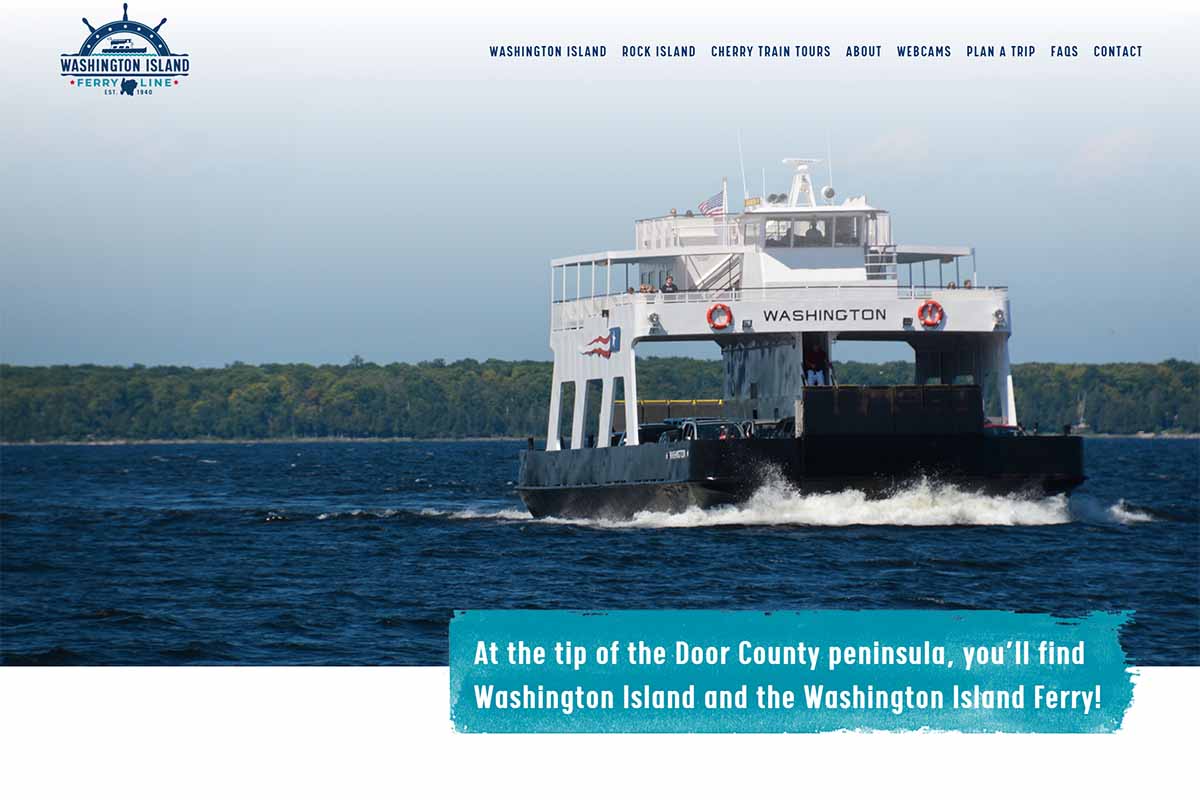 WASHINGTON ISLAND
FERRY LINE
EST. 1940
WASHINGTON ISLAND ROCK ISLAND CHERRY TRAIN TOURS ABOUT WEBCAMS PLAN A TRIP FAQS CONTACT
WASHINGTON
WASHINGTON
At the tip of the Door County peninsula, you'll find
Washington Island and the Washington Island Ferry!